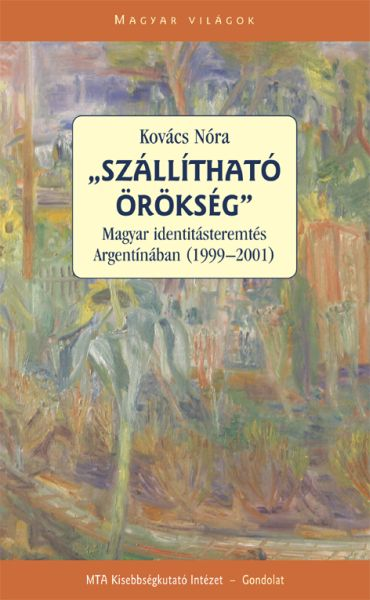 MAGYAR VILÁGOK
Kovács Nóra
„SZÁLLÍTHATÓ
ÖRÖKSÉG”
Magyar identitásteremtés
Argentínában (1999–2001)
MTA Kisebbségkutató Intézet – Gondolat